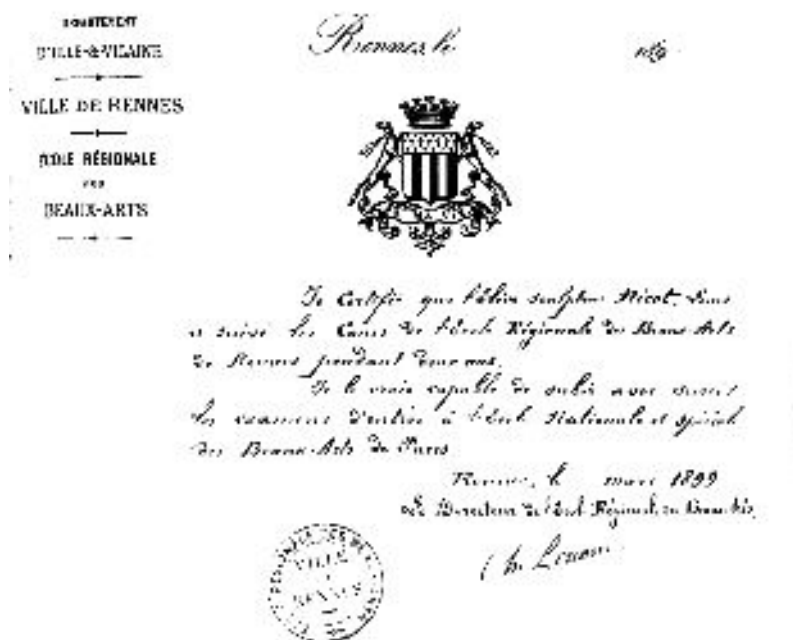 DÉPARTEMENT
D'ILLE-&-VILAINE
VILLE DE RENNES
ÉCOLE RÉGIONALE
DES
BEAUX-ARTS
Rennes, le 189
Je Certifie que l'élève sculpteur Nicot, Louis
a suivi les Cours de l'École Régionale des Beaux-Arts
de Rennes pendant deux ans.
Je le crois capable de subir avec succès
les examens d'entrée à l'École Nationale et spéciale
des Beaux-Arts de Paris
Rennes, le mars 1899
Le Directeur de l'École Régionale des Beaux-Arts,
VILLE
RENNES